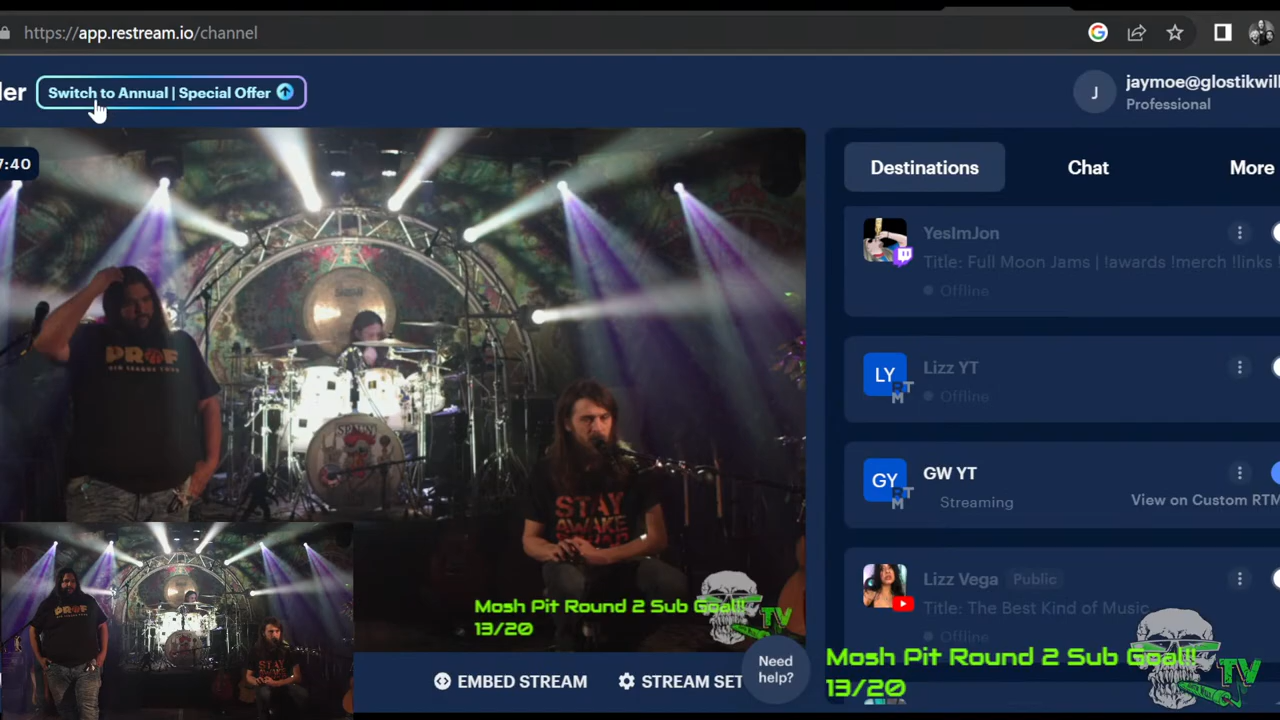 https://app.restream.io/channel
ler
Switch to Annual | Special Offer
J
jaymoe@glostikwill
Professional
7:40
Destinations
Chat
More
YesImJon
Title: Full Moon Jams | !awards !merch !links !
Offline
LY
Lizz YT
Offline
GY
GW YT
Streaming
View on Custom RTM
Lizz Vega Public
Title: The Best Kind of Music
Offline
PROF
STAY
AWAKE
Mosh Pit Round 2 Sub Goal!!
13/20
TV
EMBED STREAM
STREAM SET
Need
help?
Mosh Pit Round 2 Sub Goal!!
13/20
TV
PROF